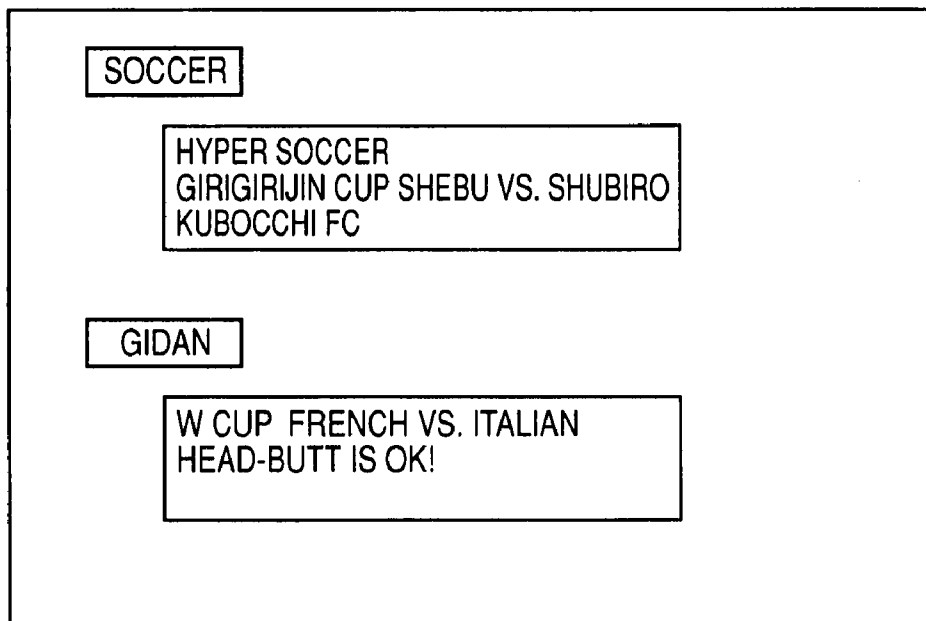 SOCCER
HYPER SOCCER
GIRIGIRIJIN CUP SHEBU VS. SHUBIRO
KUBOCCHI FC
GIDAN
W CUP FRENCH VS. ITALIAN
HEAD-BUTT IS OK!